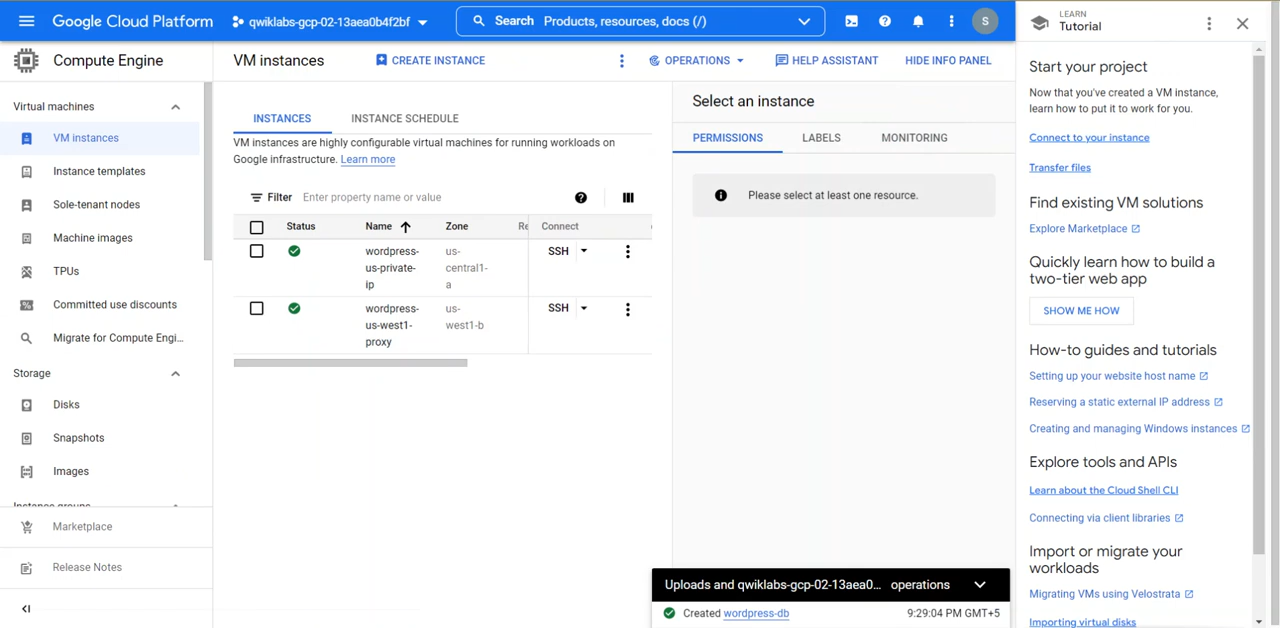 Google Cloud Platform
qwiklabs-gcp-02-13aea0b4f2bf
Search Products, resources, docs (/)
S
LEARN
Tutorial
Compute Engine
VM instances
CREATE INSTANCE
OPERATIONS
HELP ASSISTANT
HIDE INFO PANEL
Virtual machines
VM instances
Instance templates
Sole-tenant nodes
Machine images
TPUs
Committed use discounts
Migrate for Compute Engi...
Storage
Disks
Snapshots
Images
Instance groups
Marketplace
Release Notes
INSTANCES
INSTANCE SCHEDULE
VM instances are highly configurable virtual machines for running workloads on
Google infrastructure. Learn more
Filter Enter property name or value
Status Name Zone Re Connect
wordpress-
us-private-
ip
us-
central1-
a
SSH
wordpress-
us-west1-
proxy
us-
west1-b
SSH
Select an instance
PERMISSIONS
LABELS
MONITORING
Please select at least one resource.
Uploads and qwiklabs-gcp-02-13aea0... operations
Created wordpress-db 9:29:04 PM GMT+5
Start your project
Now that you've created a VM instance,
learn how to put it to work for you.
Connect to your instance
Transfer files
Find existing VM solutions
Explore Marketplace
Quickly learn how to build a
two-tier web app
SHOW ME HOW
How-to guides and tutorials
Setting up your website host name
Reserving a static external IP address
Creating and managing Windows instances
Explore tools and APIs
Learn about the Cloud Shell CLI
Connecting via client libraries
Import or migrate your
workloads
Migrating VMs using Velostrata
Importing virtual disks